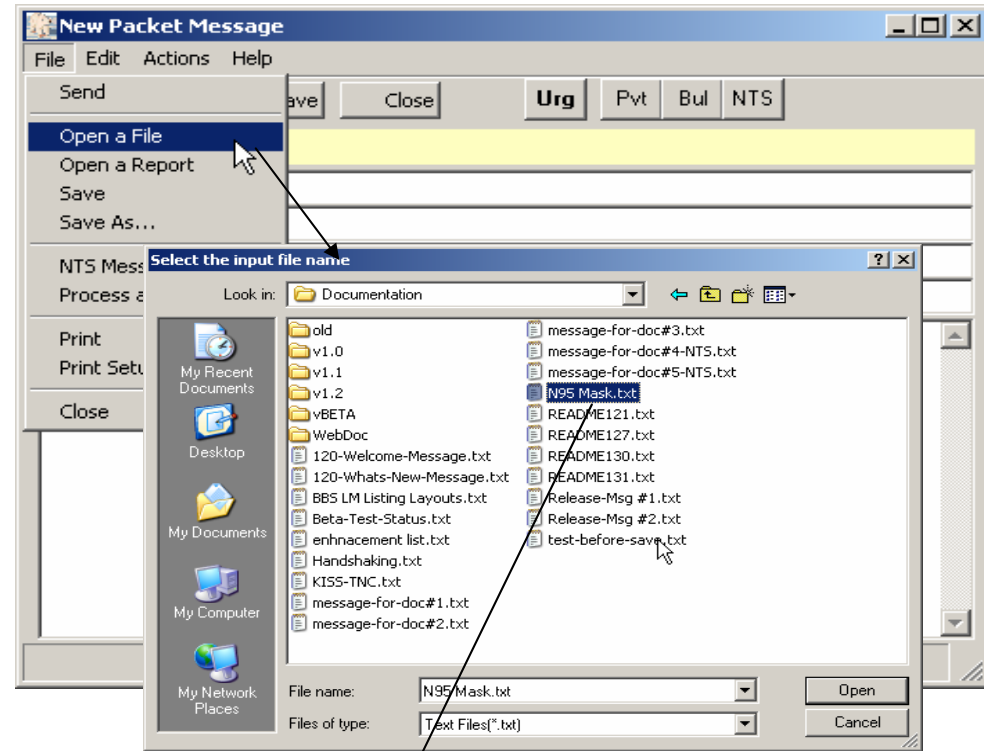 New Packet Message
File Edit Actions Help
Send
ave Close Urg Pvt Bul NTS
Open a File
Open a Report
Save
Save As...
NTS Mess
Process a
Print
Print Setu
Close
Select the input file name
Look in: Documentation
My Recent Documents
Desktop
My Documents
My Computer
My Network Places
old
v1.0
v1.1
v1.2
vBETA
WebDoc
120-Welcome-Message.txt
120-Whats-New-Message.txt
BBS LM Listing Layouts.txt
Beta-Test-Status.txt
enhnacement list.txt
Handshaking.txt
KISS-TNC.txt
message-for-doc#1.txt
message-for-doc#2.txt
message-for-doc#3.txt
message-for-doc#4-NTS.txt
message-for-doc#5-NTS.txt
N95 Mask.txt
README121.txt
README127.txt
README130.txt
README131.txt
Release-Msg #1.txt
Release-Msg #2.txt
test-before-save.txt
File name: N95 Mask.txt Open
Files of type: Text Files(*.txt) Cancel